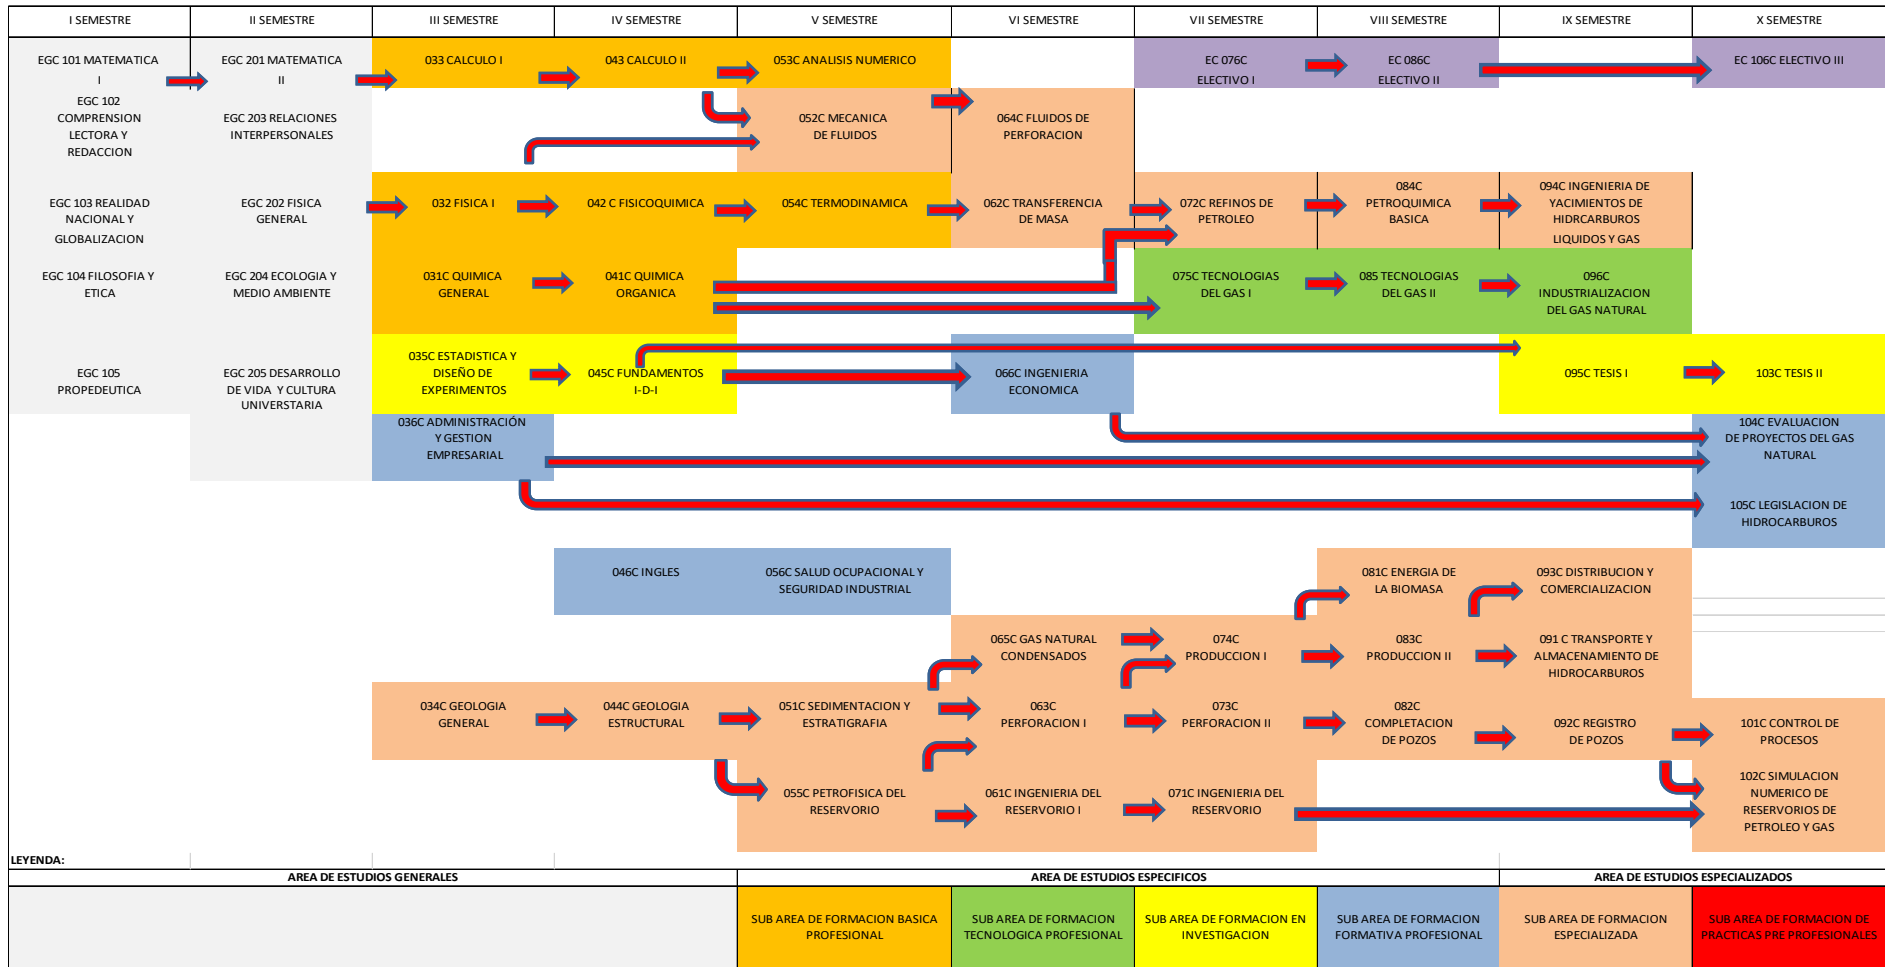 I SEMESTRE
II SEMESTRE
III SEMESTRE
IV SEMESTRE
V SEMESTRE
VI SEMESTRE
VII SEMESTRE
VIII SEMESTRE
IX SEMESTRE
X SEMESTRE
EGC 101 MATEMATICA
I
EGC 201 MATEMATICA
II
033 CALCULO I
043 CALCULO II
053C ANALISIS NUMERICO
EC 076C
ELECTIVO I
EC 086C
ELECTIVO II
EC 106C ELECTIVO III
EGC 102
COMPRENSION
LECTORA Y
REDACCION
EGC 203 RELACIONES
INTERPERSONALES
052C MECANICA
DE FLUIDOS
064C FLUIDOS DE
PERFORACION
EGC 103 REALIDAD
NACIONAL Y
GLOBALIZACION
EGC 202 FISICA
GENERAL
032 FISICA I
042 C FISICOQUIMICA
054C TERMODINAMICA
062C TRANSFERENCIA
DE MASA
072C REFINOS DE
PETROLEO
084C
PETROQUIMICA
BASICA
094C INGENIERIA DE
YACIMIENTOS DE
HIDRCARBUROS
LIQUIDOS Y GAS
EGC 104 FILOSOFIA Y
ETICA
EGC 204 ECOLOGIA Y
MEDIO AMBIENTE
031C QUIMICA
GENERAL
041C QUIMICA
ORGANICA
075C TECNOLOGIAS
DEL GAS I
085 TECNOLOGIAS
DEL GAS II
096C
INDUSTRIALIZACION
DEL GAS NATURAL
EGC 105
PROPEDEUTICA
EGC 205 DESARROLLO
DE VIDA Y CULTURA
UNIVERSTARIA
035C ESTADISTICA Y
DISEÑO DE
EXPERIMENTOS
045C FUNDAMENTOS
I-D-I
066C INGENIERIA
ECONOMICA
095C TESIS I
103C TESIS II
036C ADMINISTRACIÓN
Y GESTION
EMPRESARIAL
104C EVALUACION
DE PROYECTOS DEL GAS
NATURAL
105C LEGISLACION DE
HIDROCARBUROS
046C INGLES
056C SALUD OCUPACIONAL Y
SEGURIDAD INDUSTRIAL
081C ENERGIA DE
LA BIOMASA
093C DISTRIBUCION Y
COMERCIALIZACION
065C GAS NATURAL
CONDENSADOS
074C
PRODUCCION I
083C
PRODUCCION II
091 C TRANSPORTE Y
ALMACENAMIENTO DE
HIDROCARBUROS
034C GEOLOGIA
GENERAL
044C GEOLOGIA
ESTRUCTURAL
051C SEDIMENTACION Y
ESTRATIGRAFIA
063C
PERFORACION I
073C
PERFORACION II
082C
COMPLETACION
DE POZOS
092C REGISTRO
DE POZOS
101C CONTROL DE
PROCESOS
055C PETROFISICA DEL
RESERVORIO
061C INGENIERIA DEL
RESERVORIO I
071C INGENIERIA DEL
RESERVORIO
102C SIMULACION
NUMERICO DE
RESERVORIOS DE
PETROLEO Y GAS
LEYENDA:
AREA DE ESTUDIOS GENERALES
AREA DE ESTUDIOS ESPECIFICOS
AREA DE ESTUDIOS ESPECIALIZADOS
SUB AREA DE FORMACION BASICA
PROFESIONAL
SUB AREA DE FORMACION
TECNOLOGICA PROFESIONAL
SUB AREA DE FORMACION EN
INVESTIGACION
SUB AREA DE FORMACION
FORMATIVA PROFESIONAL
SUB AREA DE FORMACION
ESPECIALIZADA
SUB AREA DE FORMACION DE
PRACTICAS PRE PROFESIONALES